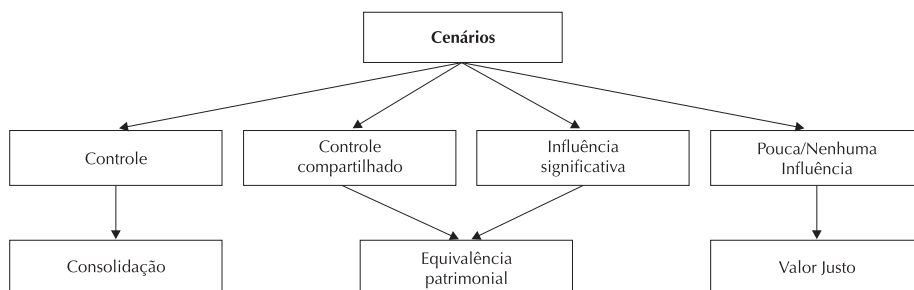 Cenários
Controle
Controle
compartilhado
Influência
significativa
Pouca/Nenhuma
Influência
Consolidação
Equivalência
patrimonial
Valor Justo